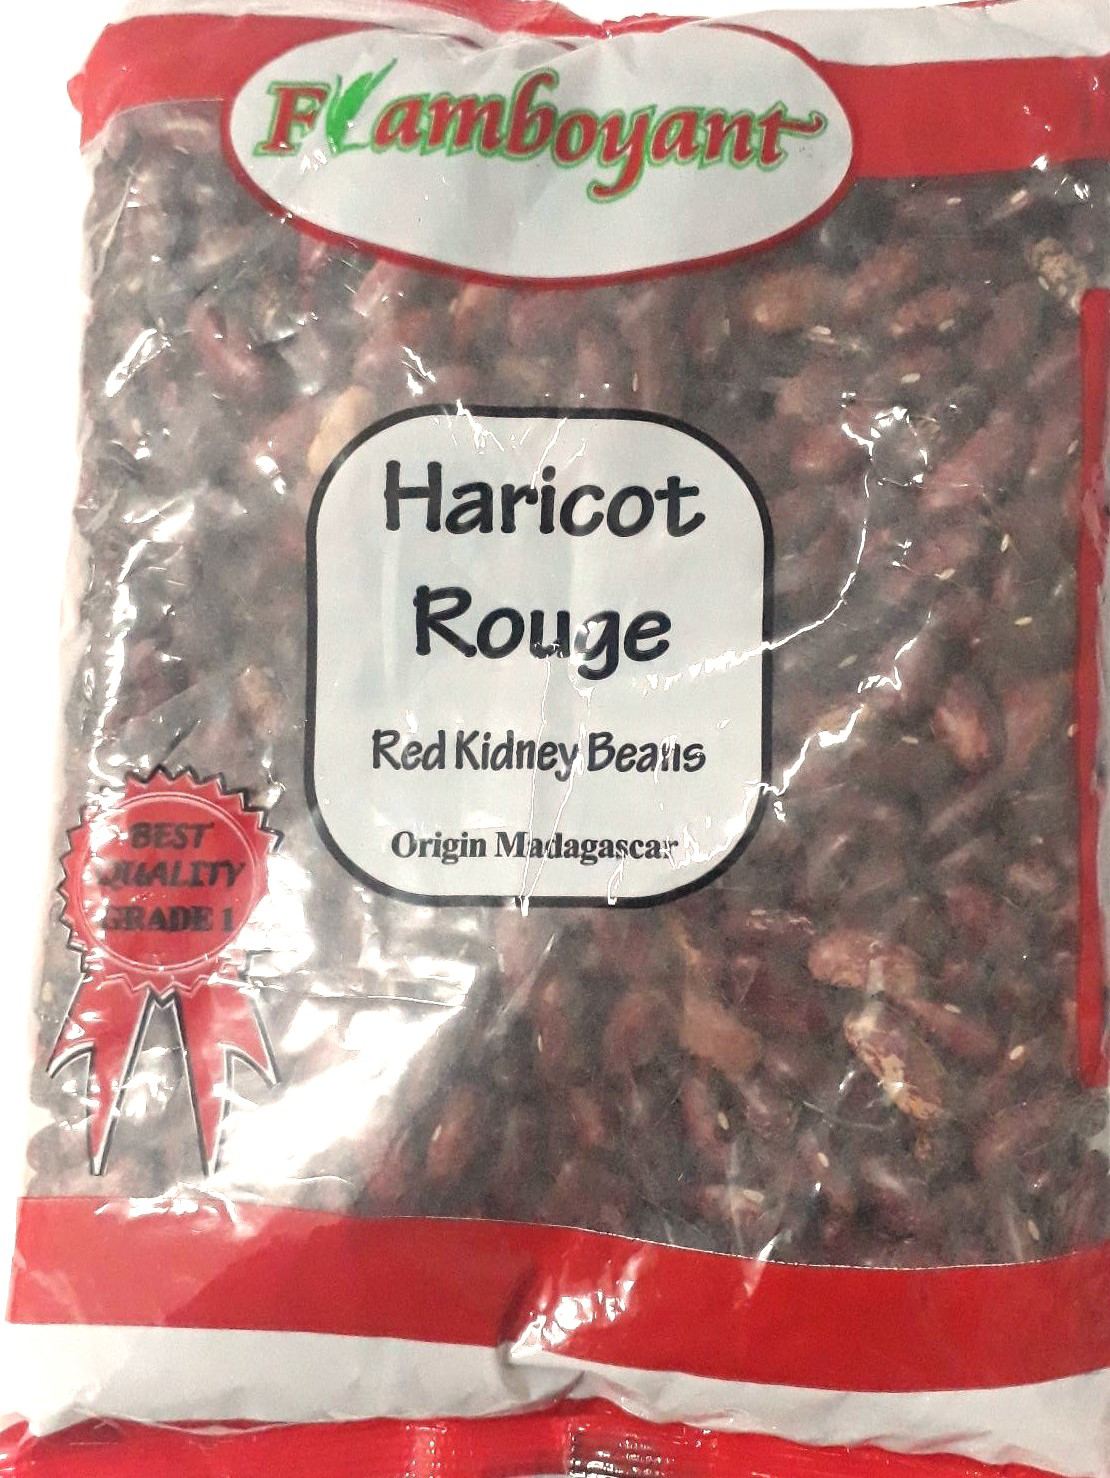 Flamboyant
Haricot
Rouge
Red Kidney Beans
Origin Madagascar
BEST
QUALITY
GRADE 1